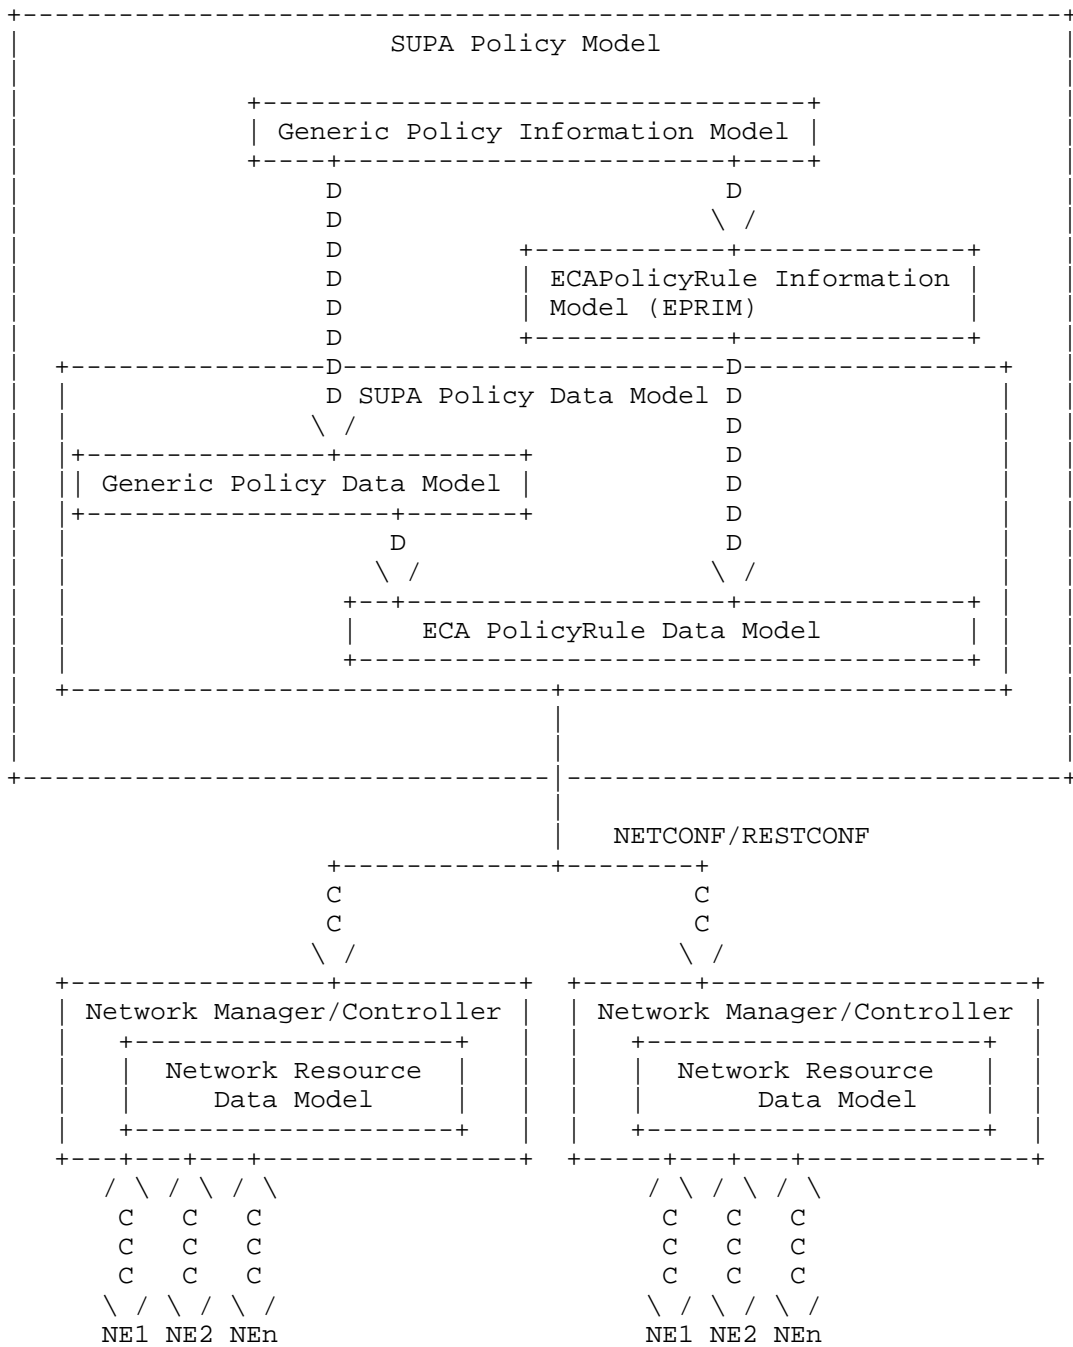 SUPA Policy Model
Generic Policy Information Model
D D
D
D
D ECAPolicyRule Information
D Model (EPRIM)
D
D D
D SUPA Policy Data Model D
D
D
Generic Policy Data Model D
D
D D
ECA PolicyRule Data Model
NETCONF/RESTCONF
C C
C C
Network Manager/Controller Network Manager/Controller
Network Resource Network Resource
Data Model Data Model
C C C C C C
C C C C C C
C C C C C C
NE1 NE2 NEn NE1 NE2 NEn